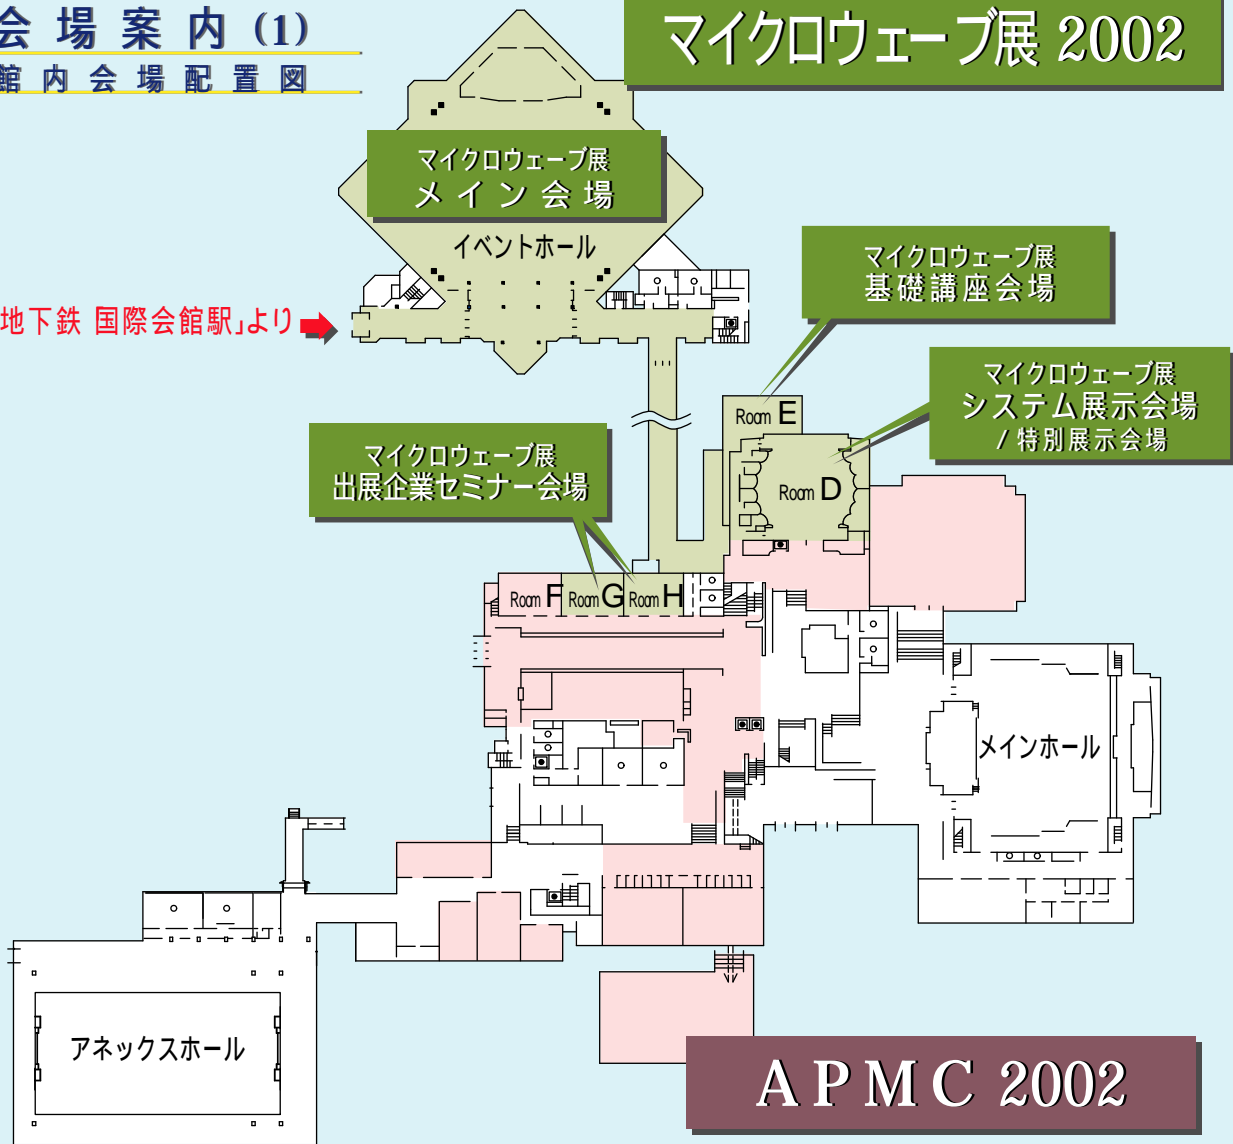 会場案内(1)
館内会場配置図
マイクロウェーブ展 2002
マイクロウェーブ展
メイン会場
イベントホール
マイクロウェーブ展
基礎講座会場
地下鉄 国際会館駅」より
マイクロウェーブ展
システム展示会場
/ 特別展示会場
Room E
マイクロウェーブ展
出展企業セミナー会場
Room D
Room F
Room G
Room H
メインホール
アネックスホール
APMC 2002